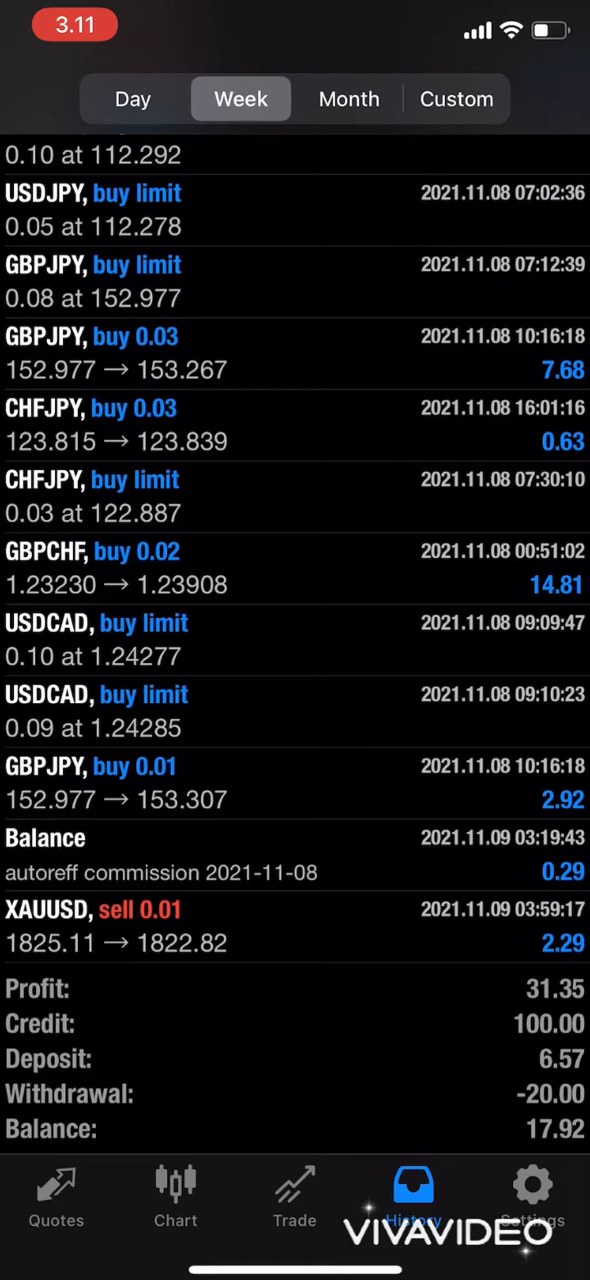 3.11
Day Week Month Custom
0.10 at 112.292
USDJPY, buy limit 2021.11.08 07:02:36
0.05 at 112.278
GBPJPY, buy limit 2021.11.08 07:12:39
0.08 at 152.977
GBPJPY, buy 0.03 2021.11.08 10:16:18
152.977 → 153.267 7.68
CHFJPY, buy 0.03 2021.11.08 16:01:16
123.815 → 123.839 0.63
CHFJPY, buy limit 2021.11.08 07:30:10
0.03 at 122.887
GBPCHF, buy 0.02 2021.11.08 00:51:02
1.23230 → 1.23908 14.81
USDCAD, buy limit 2021.11.08 09:09:47
0.10 at 1.24277
USDCAD, buy limit 2021.11.08 09:10:23
0.09 at 1.24285
GBPJPY, buy 0.01 2021.11.08 10:16:18
152.977 → 153.307 2.92
Balance 2021.11.09 03:19:43
autoreff commission 2021-11-08 0.29
XAUUSD, sell 0.01 2021.11.09 03:59:17
1825.11 → 1822.82 2.29
Profit: 31.35
Credit: 100.00
Deposit: 6.57
Withdrawal: -20.00
Balance: 17.92
Quotes Chart Trade History Settings
VIVAVIDEO